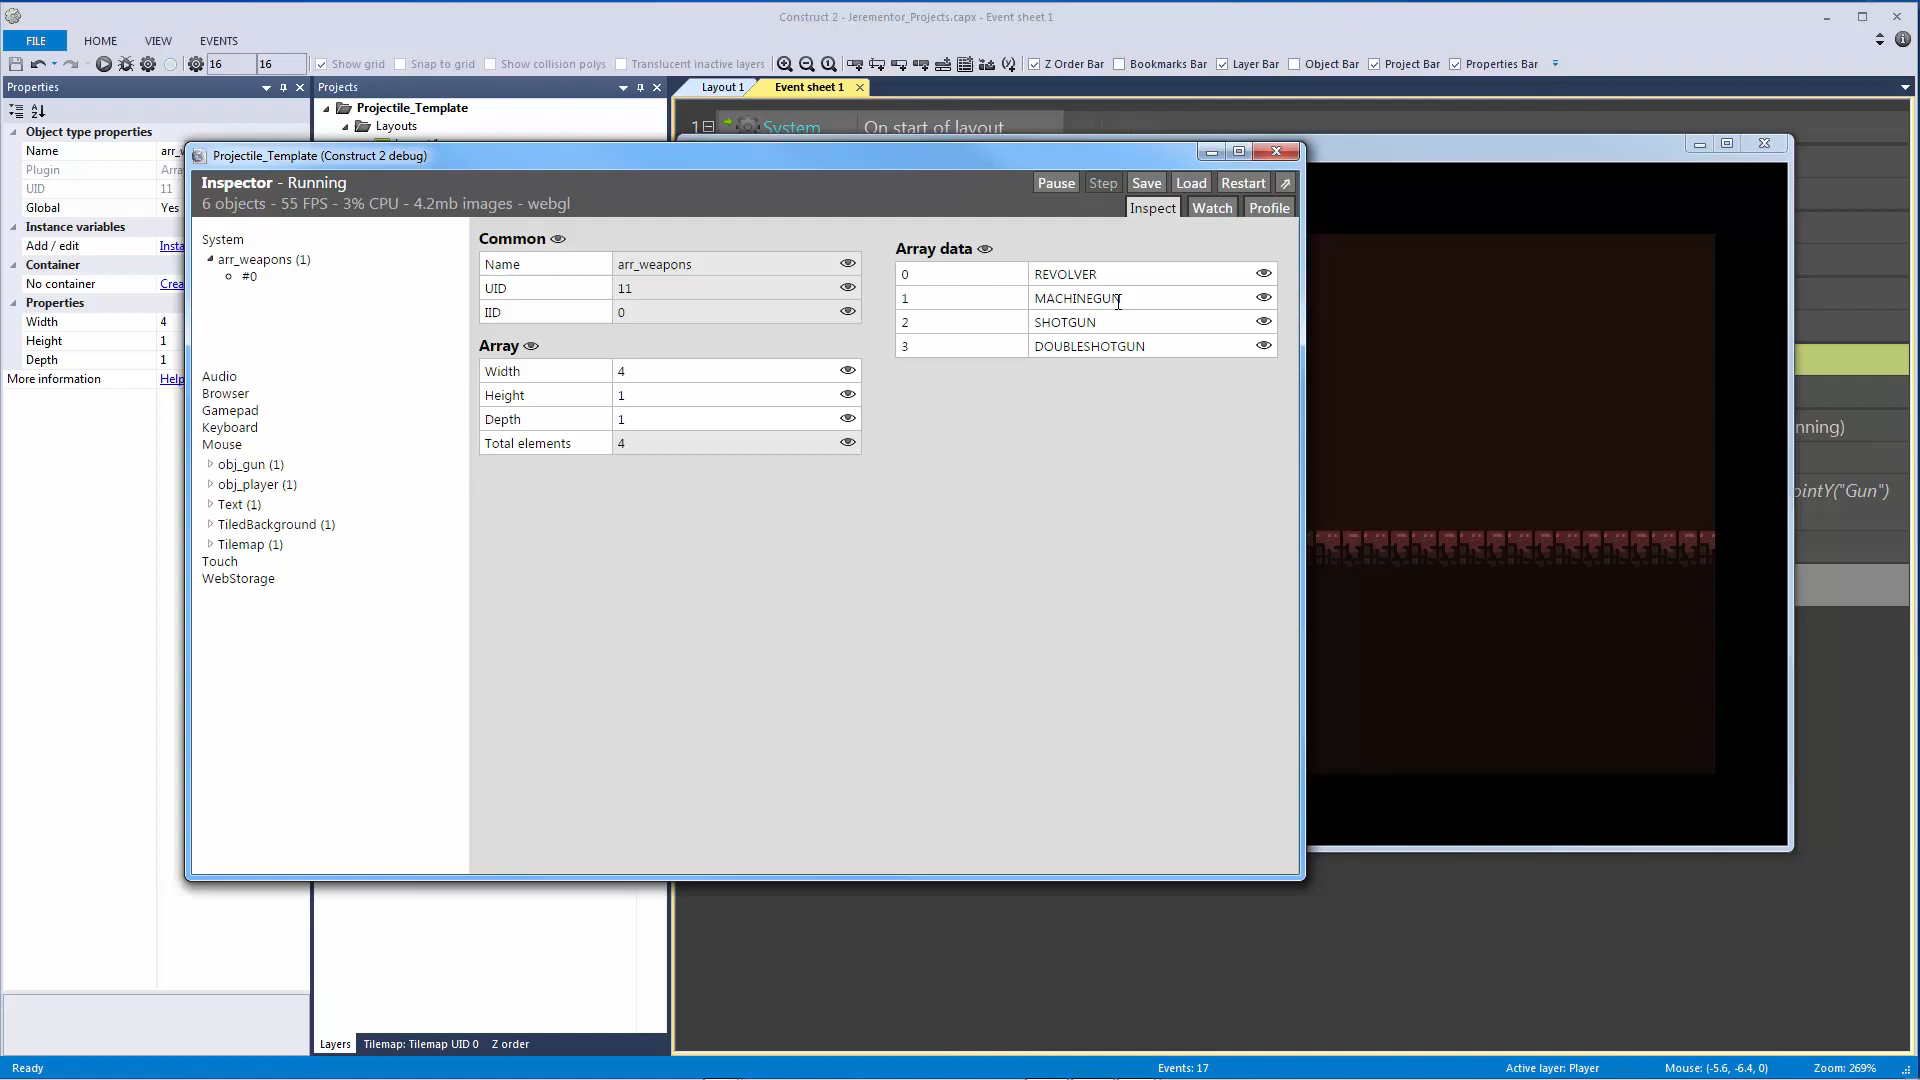 Construct 2 - Jerementor_Projects.capx - Event sheet 1
FILE HOME VIEW EVENTS
16 16 Show grid Snap to grid Show collision polys Translucent inactive layers Z Order Bar Bookmarks Bar Layer Bar Object Bar Project Bar Properties Bar
Properties
Projects
Layout 1 Event sheet 1
Object type properties
Name arr_
Plugin Arra
UID 11
Global Yes
Instance variables
Add / edit Insta
Container
No container Crea
Properties
Width 4
Height 1
Depth 1
More information Help
Projectile_Template
Layouts
1 System On start of layout
Projectile_Template (Construct 2 debug)
Inspector - Running
6 objects - 55 FPS - 3% CPU - 4.2mb images - webgl
Pause Step Save Load Restart
Inspect Watch Profile
System
arr_weapons (1)
#0
Audio
Browser
Gamepad
Keyboard
Mouse
obj_gun (1)
obj_player (1)
Text (1)
TiledBackground (1)
Tilemap (1)
Touch
WebStorage
Common
Name arr_weapons
UID 11
IID 0
Array
Width 4
Height 1
Depth 1
Total elements 4
Array data
0 REVOLVER
1 MACHINEGUN
2 SHOTGUN
3 DOUBLESHOTGUN
nning)
ointY("Gun")
Layers Tilemap: Tilemap UID 0 Z order
Ready
Events: 17
Active layer: Player
Mouse: (-5.6, -6.4, 0)
Zoom: 269%